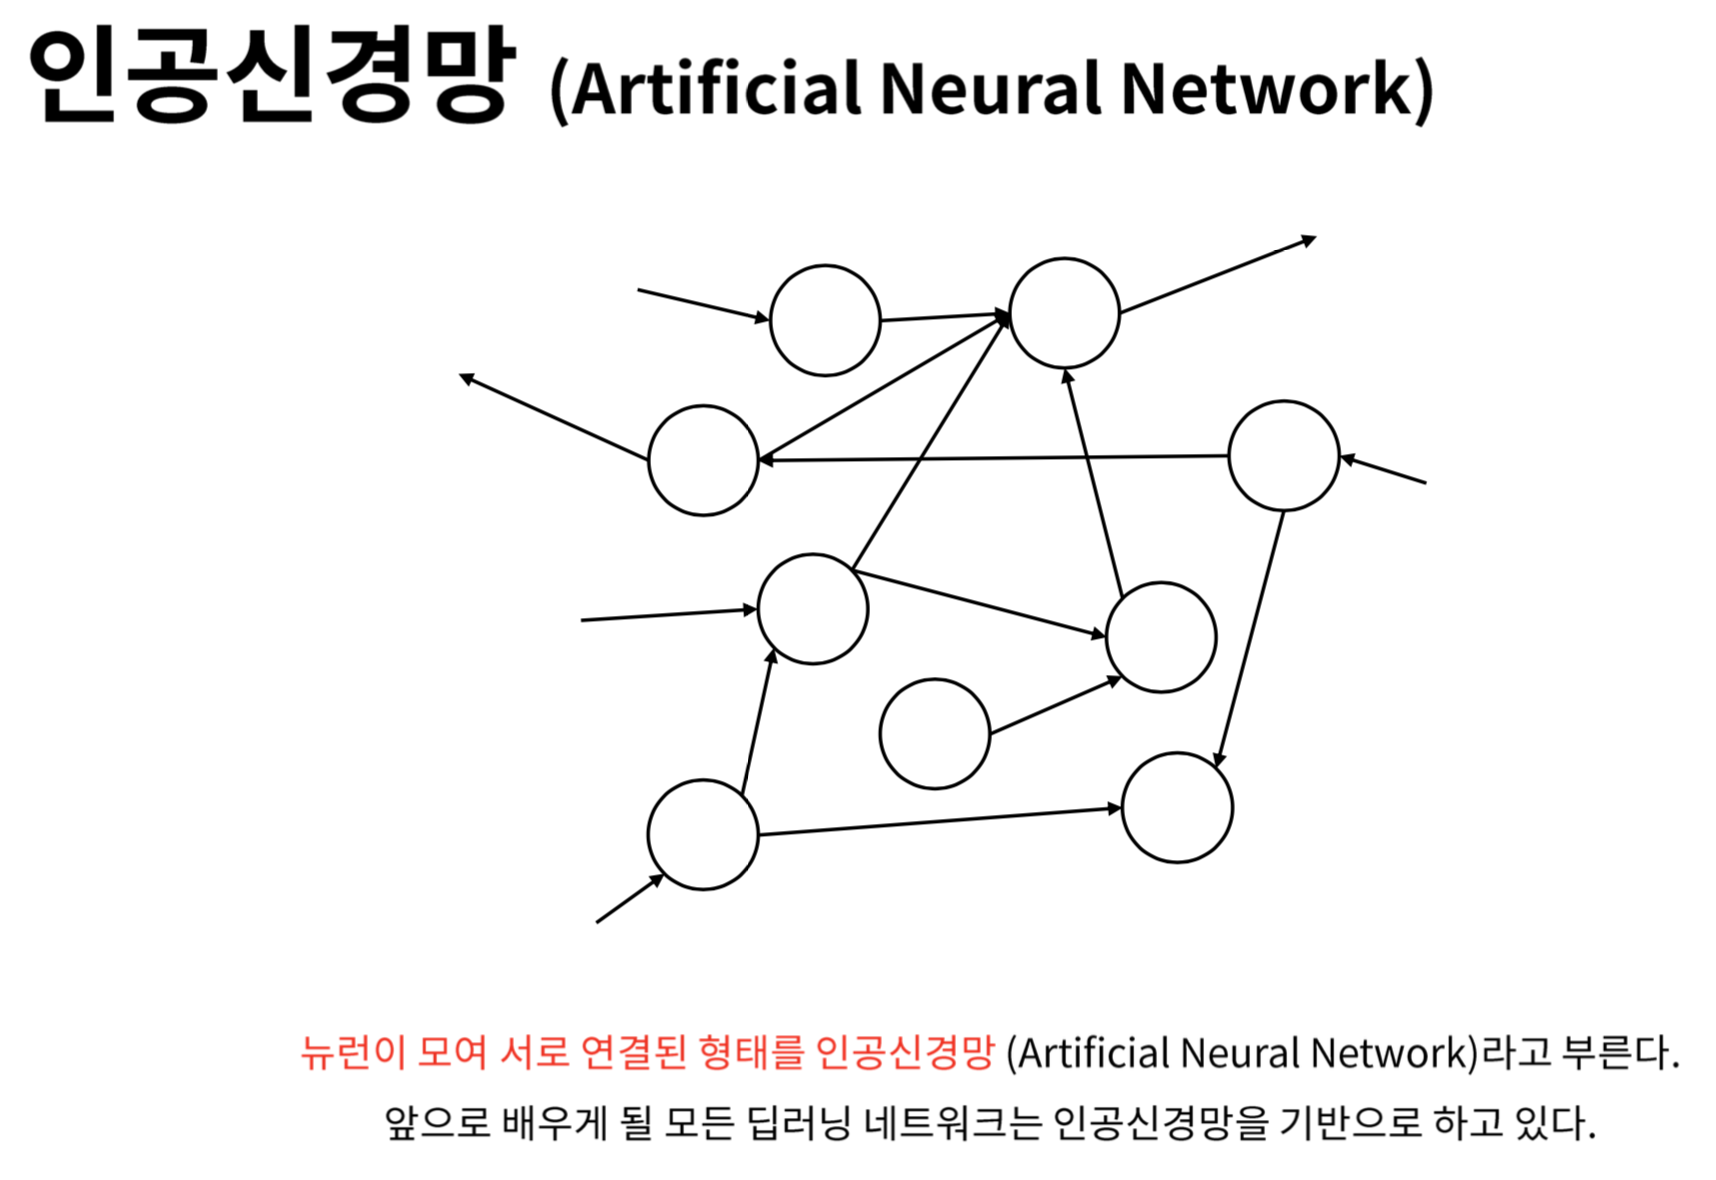 인공신경망 (Artificial Neural Network)
뉴런이 모여 서로 연결된 형태를 인공신경망 (Artificial Neural Network)라고 부른다.
앞으로 배우게 될 모든 딥러닝 네트워크는 인공신경망을 기반으로 하고 있다.